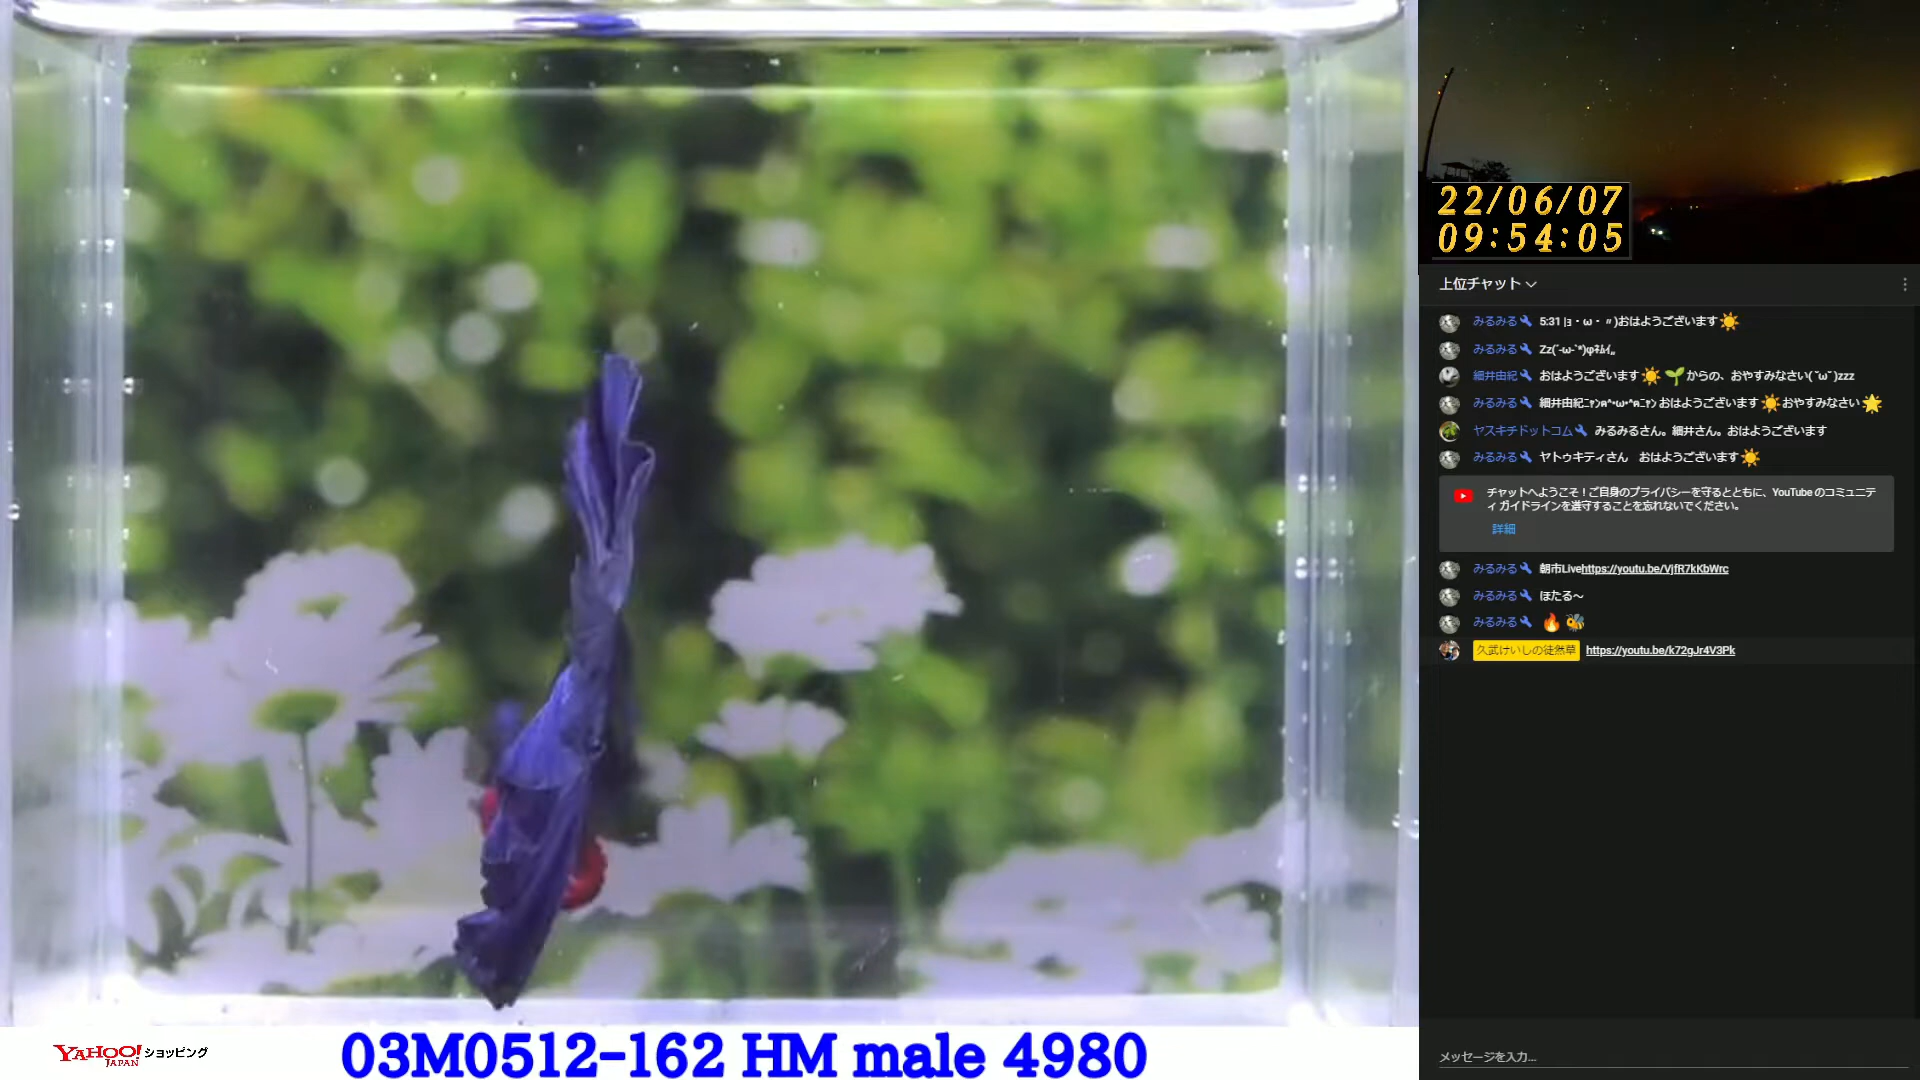 22/06/07
09:54:05
上位チャット
みるみる 5:31 |ｮ・ω・〃)おはようございます☀
みるみる Zz(´-ω-`*)φﾈﾑｲ,,
細井由紀 おはようございます☀🌱からの、おやすみなさい( ˘ω˘ )zzz
みるみる 細井由紀ﾆｬﾝฅ^•ω•^ฅﾆｬﾝ おはようございます☀おやすみなさい🌟
ヤスキチドットコム みるみるさん。細井さん。おはようございます
みるみる ヤトゥキティさん　おはようございます☀
チャットへようこそ！ご自身のプライバシーを守るとともに、YouTube のコミュニテ
ィ ガイドラインを遵守することを忘れないでください。
詳細
みるみる 朝市Livehttps://youtu.be/VjfR7kKbWrc
みるみる ほたる〜
みるみる 🔥🐝
久武けいしの徒然草 https://youtu.be/k72gJr4V3Pk
メッセージを入力...
YAHOO! JAPAN ショッピング
03M0512-162 HM male 4980